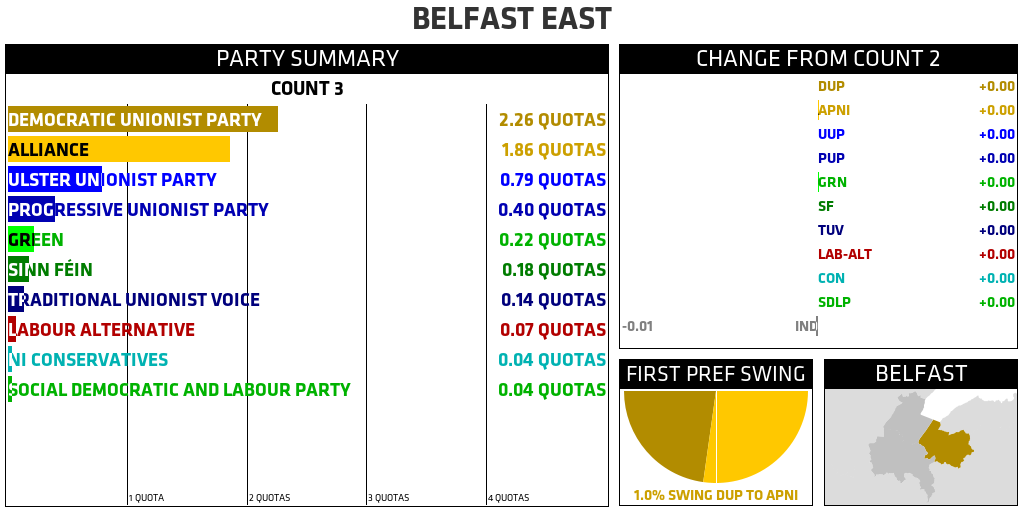 BELFAST EAST
PARTY SUMMARY
COUNT 3
DEMOCRATIC UNIONIST PARTY 2.26 QUOTAS
ALLIANCE 1.86 QUOTAS
ULSTER UNIONIST PARTY 0.79 QUOTAS
PROGRESSIVE UNIONIST PARTY 0.40 QUOTAS
GREEN 0.22 QUOTAS
SINN FÉIN 0.18 QUOTAS
TRADITIONAL UNIONIST VOICE 0.14 QUOTAS
LABOUR ALTERNATIVE 0.07 QUOTAS
NI CONSERVATIVES 0.04 QUOTAS
SOCIAL DEMOCRATIC AND LABOUR PARTY 0.04 QUOTAS
1 QUOTA 2 QUOTAS 3 QUOTAS 4 QUOTAS
CHANGE FROM COUNT 2
DUP +0.00
APNI +0.00
UUP +0.00
PUP +0.00
GRN +0.00
SF +0.00
TUV +0.00
LAB-ALT +0.00
CON +0.00
SDLP +0.00
-0.01 IND
FIRST PREF SWING
1.0% SWING DUP TO APNI
BELFAST